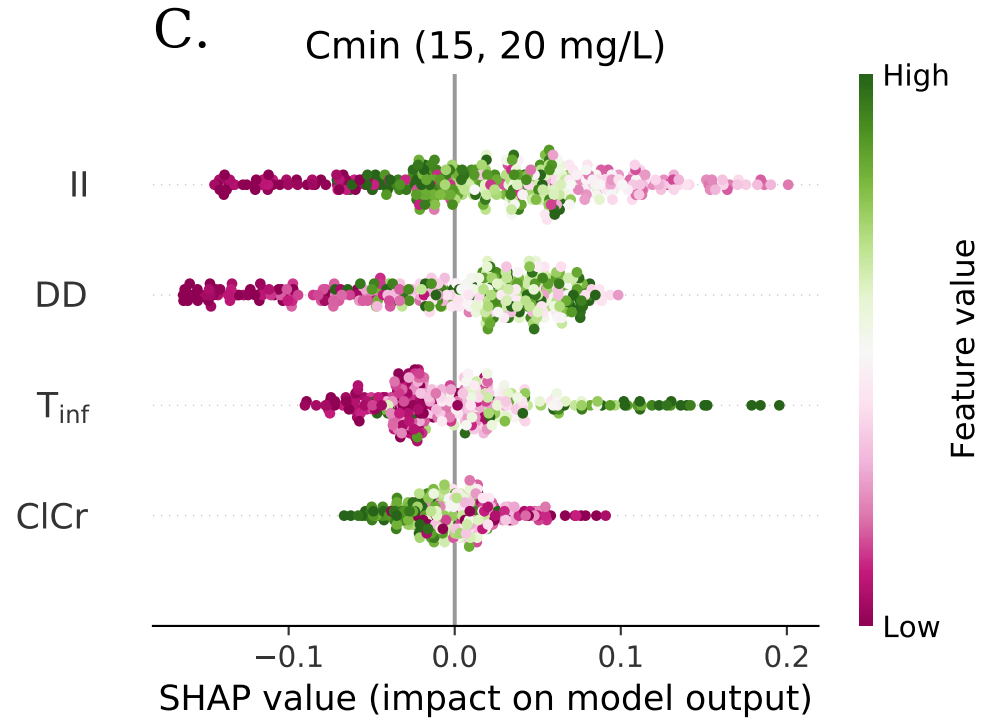 C.
Cmin (15, 20 mg/L)
High
II
DD
Tinf
ClCr
Low
Feature value
−0.1 0.0 0.1 0.2
SHAP value (impact on model output)